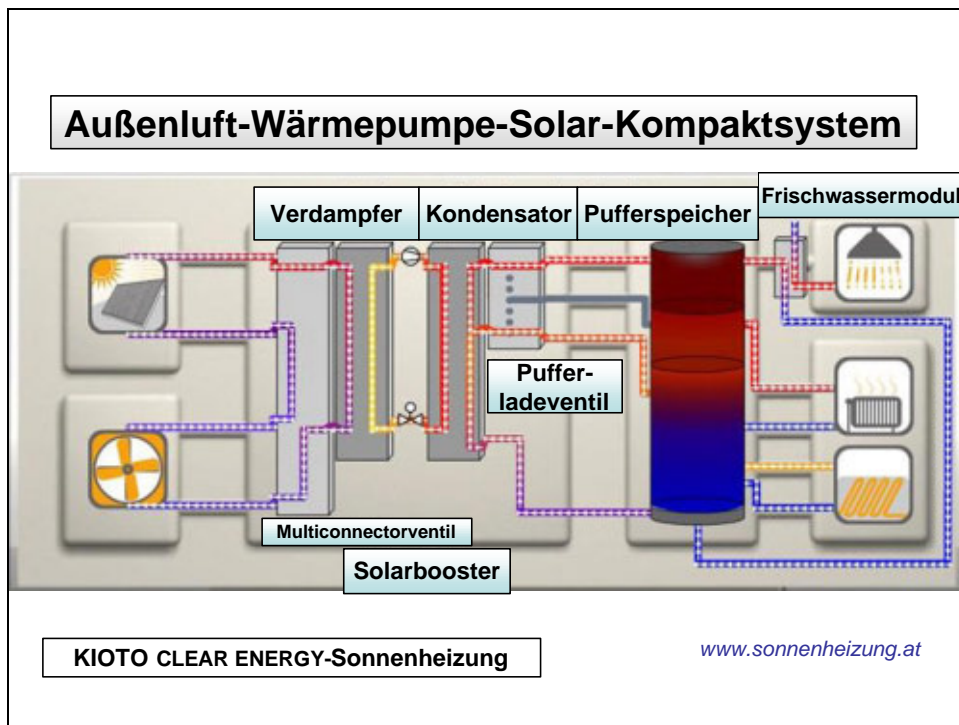 Außenluft-Wärmepumpe-Solar-Kompaktsystem
Verdampfer
Kondensator
Pufferspeicher
Frischwassermodul
Puffer-
ladeventil
Multiconnectorventil
Solarbooster
KIOTO CLEAR ENERGY-Sonnenheizung
www.sonnenheizung.at